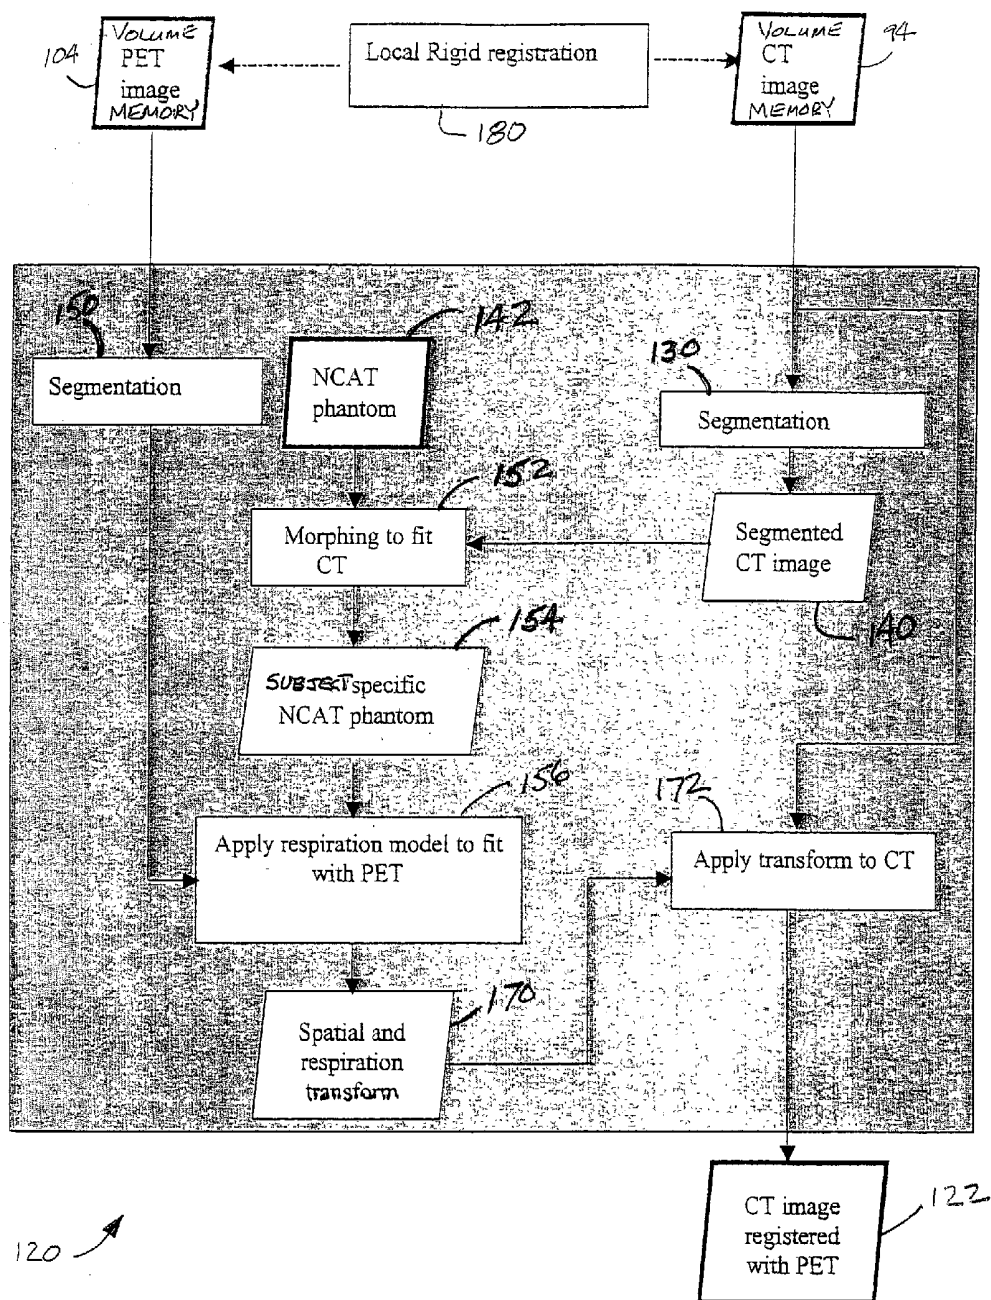 VOLUME
PET
image
MEMORY
104
Local Rigid registration
180
VOLUME
CT
image
MEMORY
94
150
Segmentation
142
NCAT
phantom
130
Segmentation
152
Morphing to fit
CT
Segmented
CT image
140
154
SUBJECT specific
NCAT phantom
156
Apply respiration model to fit
with PET
172
Apply transform to CT
170
Spatial and
respiration
transform
120
CT image
registered
with PET
122